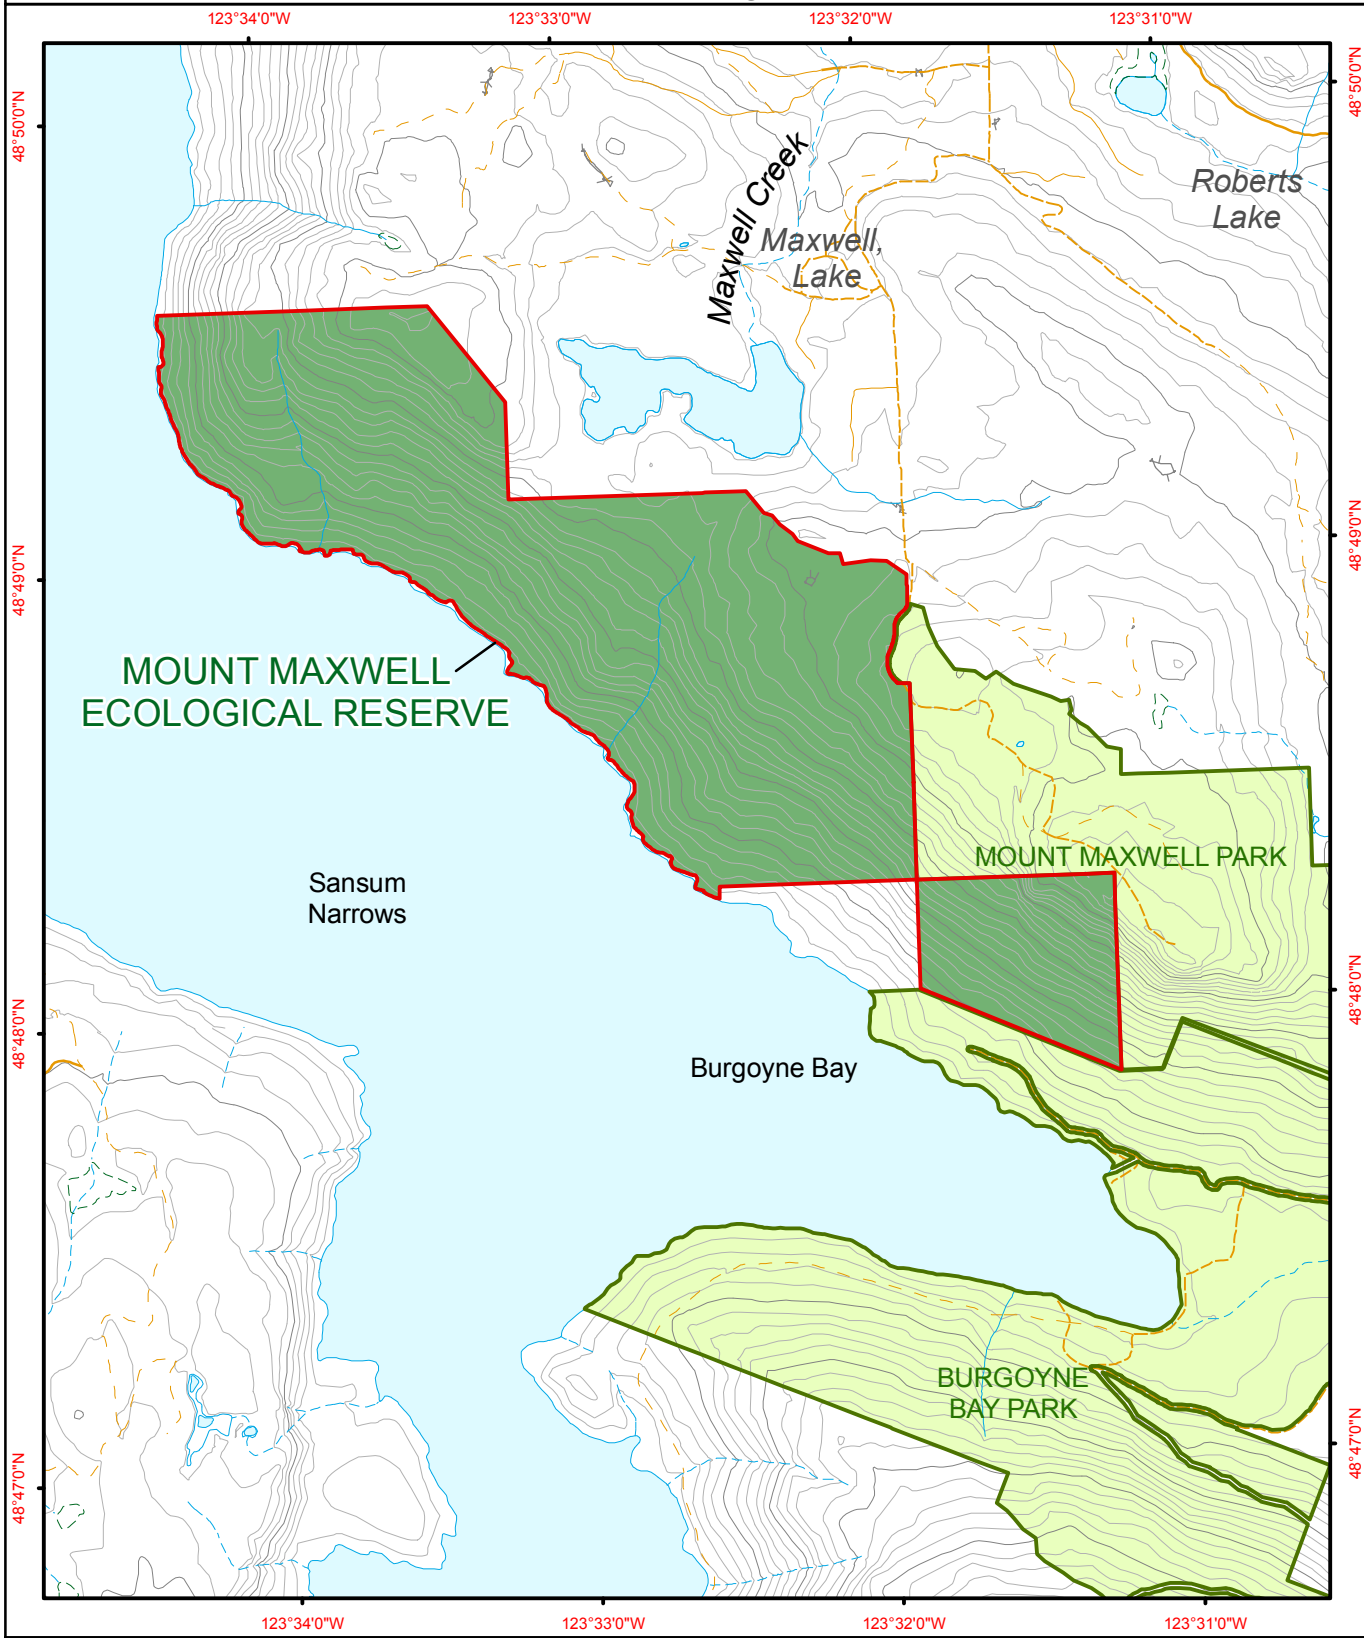 123°34'0"W
123°33'0"W
123°32'0"W
123°31'0"W
48°50'0"N
48°50'0"N
Maxwell Creek
Roberts
Lake
Maxwell,
Lake
48°49'0"N
48°49'0"N
MOUNT MAXWELL
ECOLOGICAL RESERVE
MOUNT MAXWELL PARK
Sansum
Narrows
48°48'0"N
48°48'0"N
Burgoyne Bay
BURGOYNE
BAY PARK
48°47'0"N
48°47'0"N
123°34'0"W
123°33'0"W
123°32'0"W
123°31'0"W